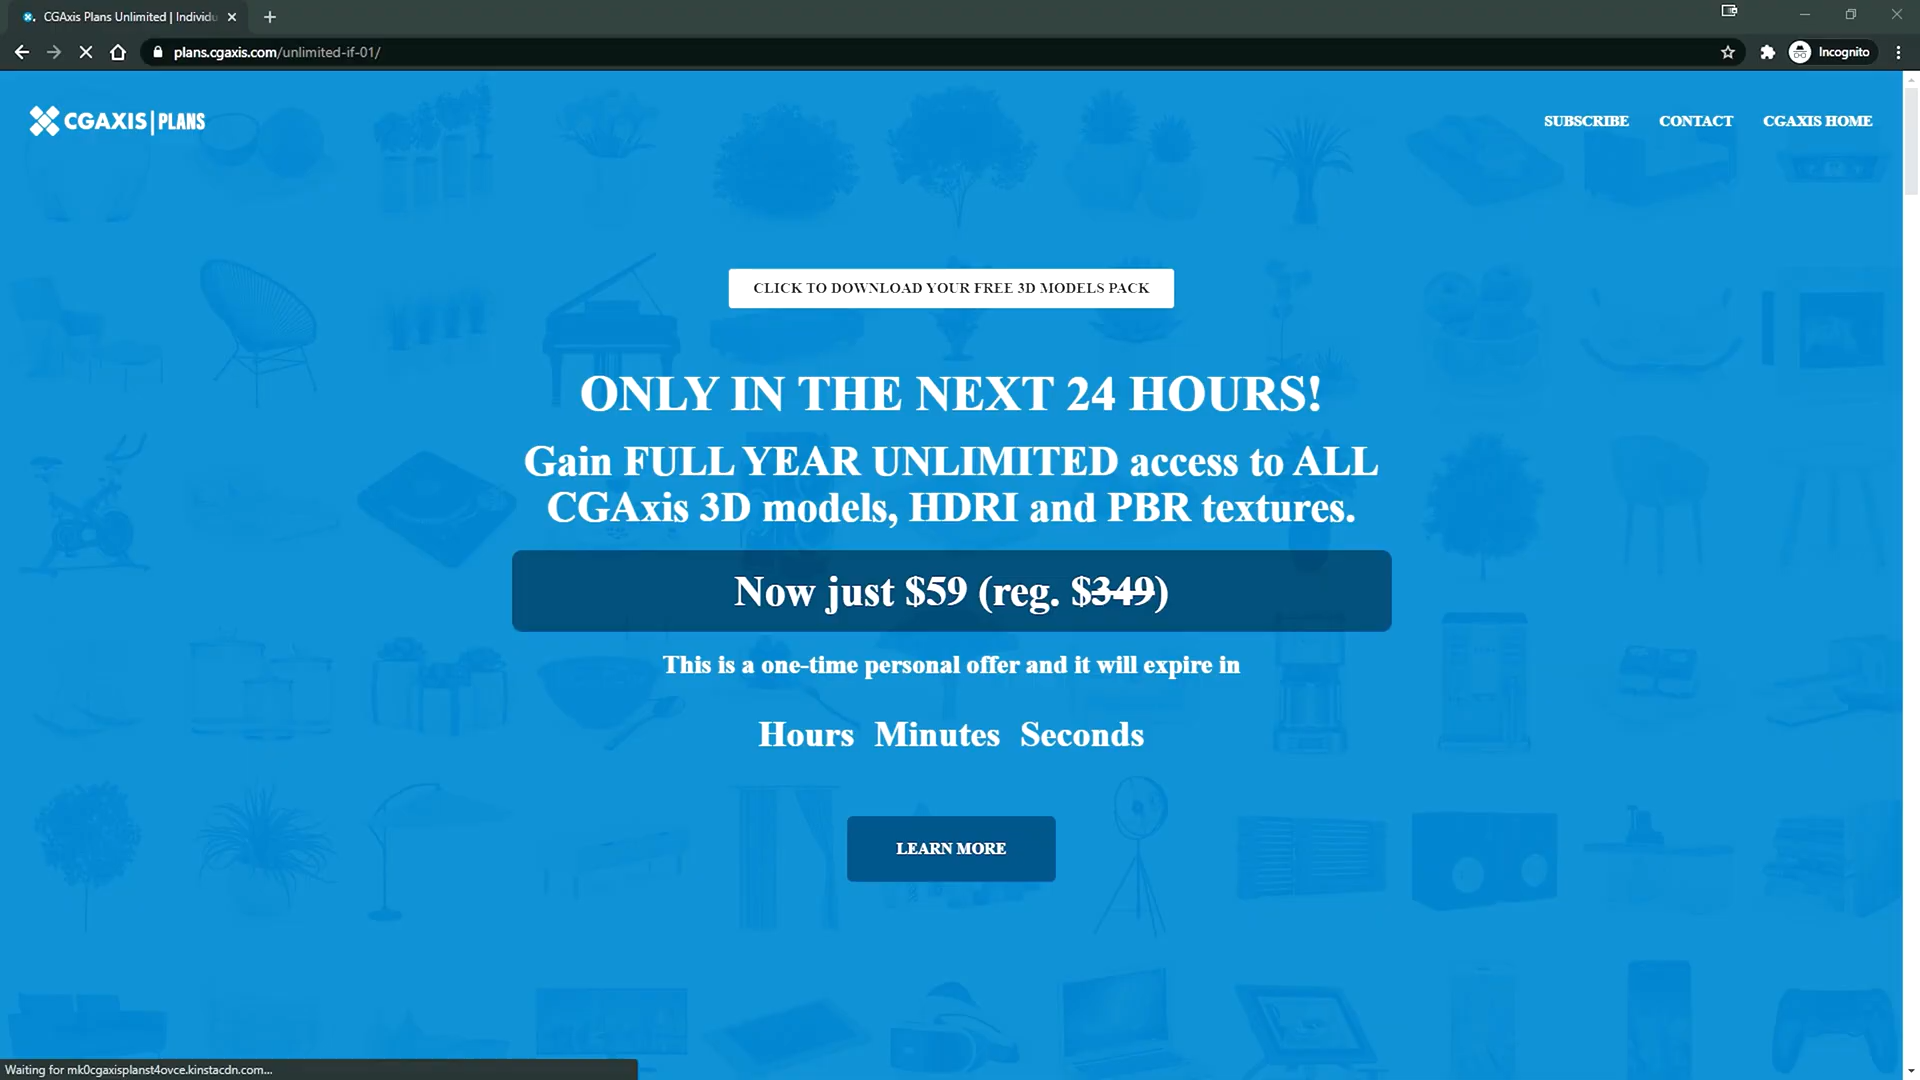 CGAxis Plans Unlimited | Individu
plans.cgaxis.com/unlimited-if-01/
Incognito
CGAXIS|PLANS
SUBSCRIBE CONTACT CGAXIS HOME
CLICK TO DOWNLOAD YOUR FREE 3D MODELS PACK
ONLY IN THE NEXT 24 HOURS!
Gain FULL YEAR UNLIMITED access to ALL
CGAxis 3D models, HDRI and PBR textures.
Now just $59 (reg. $349)
This is a one-time personal offer and it will expire in
Hours Minutes Seconds
LEARN MORE
Waiting for mk0cgaxisplanst4ovce.kinstacdn.com...